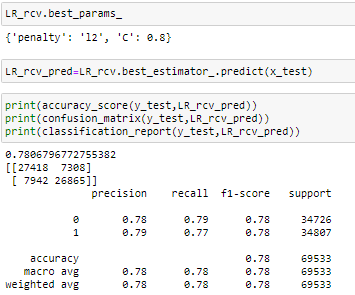 LR_rcv.best_params_
{'penalty': 'l2', 'C': 0.8}
LR_rcv_pred=LR_rcv.best_estimator_.predict(x_test)
print(accuracy_score(y_test,LR_rcv_pred))
print(confusion_matrix(y_test,LR_rcv_pred))
print(classification_report(y_test,LR_rcv_pred))
0.7806796772755382
[[27418  7308]
 [ 7942 26865]]
              precision    recall  f1-score   support
           0       0.78      0.79      0.78     34726
           1       0.79      0.77      0.78     34807
    accuracy                           0.78     69533
   macro avg       0.78      0.78      0.78     69533
weighted avg       0.78      0.78      0.78     69533